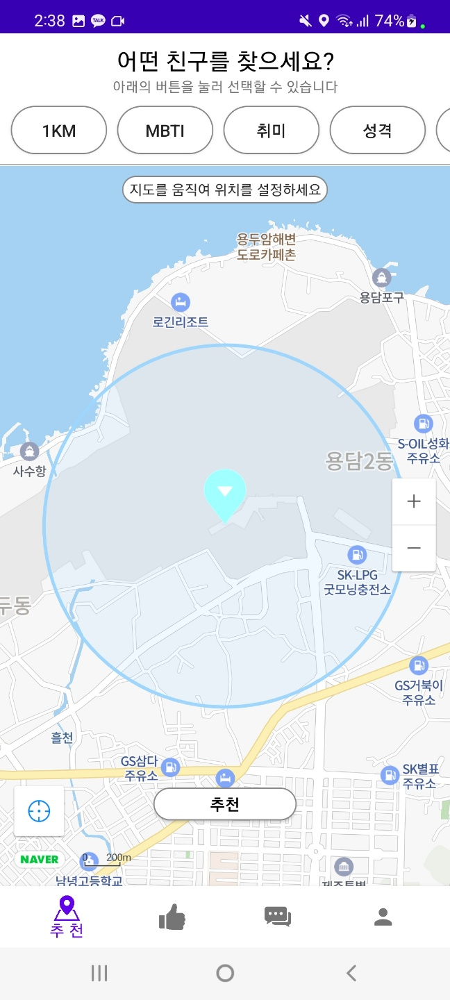 2:38
TALK
74%
어떤 친구를 찾으세요?
아래의 버튼을 눌러 선택할 수 있습니다
1KM
MBTI
취미
성격
지도를 움직여 위치를 설정하세요
용두암해변
도로카페촌
용담포구
로긴리조트
S-OIL성화
주유소
용담2동
사수항
SK-LPG
굿모닝충전소
두동
GS거북이
주유소
흘천
GS삼다
주유소
SK별표
주유소
추천
NAVER
0
200m
남녕고등학교
제주특별
추천